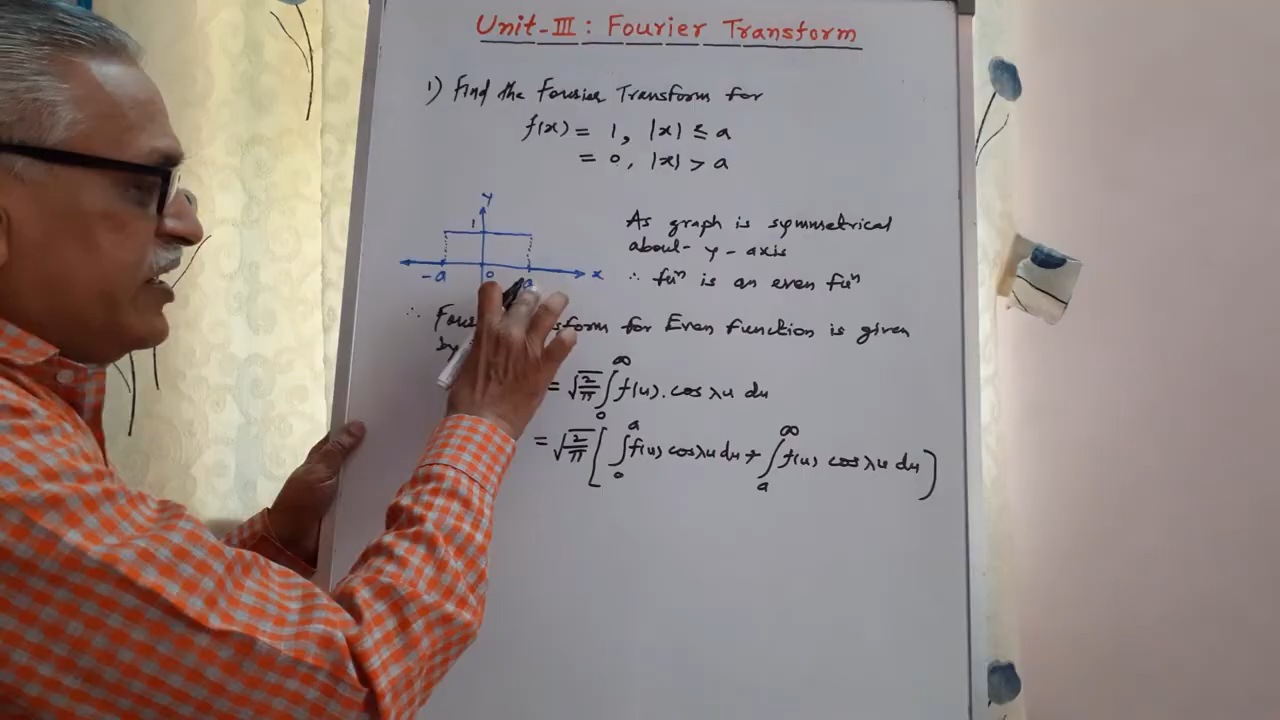 Unit-III : Fourier Transform
1) Find the Fourier Transform for
f(x) = 1, |x| ≤ a
= 0, |x| > a
y
1
-a 0 a x
As graph is symmetrical
about y-axis
∴ fuⁿ is an even fuⁿ
∴ Four sform for Even Function is given
by
= √(2/π) ∫₀^∞ f(u). cos λu du
= √(2/π) [ ∫₀^a f(u) cos λu du + ∫ₐ^∞ f(u) cos λu du ]